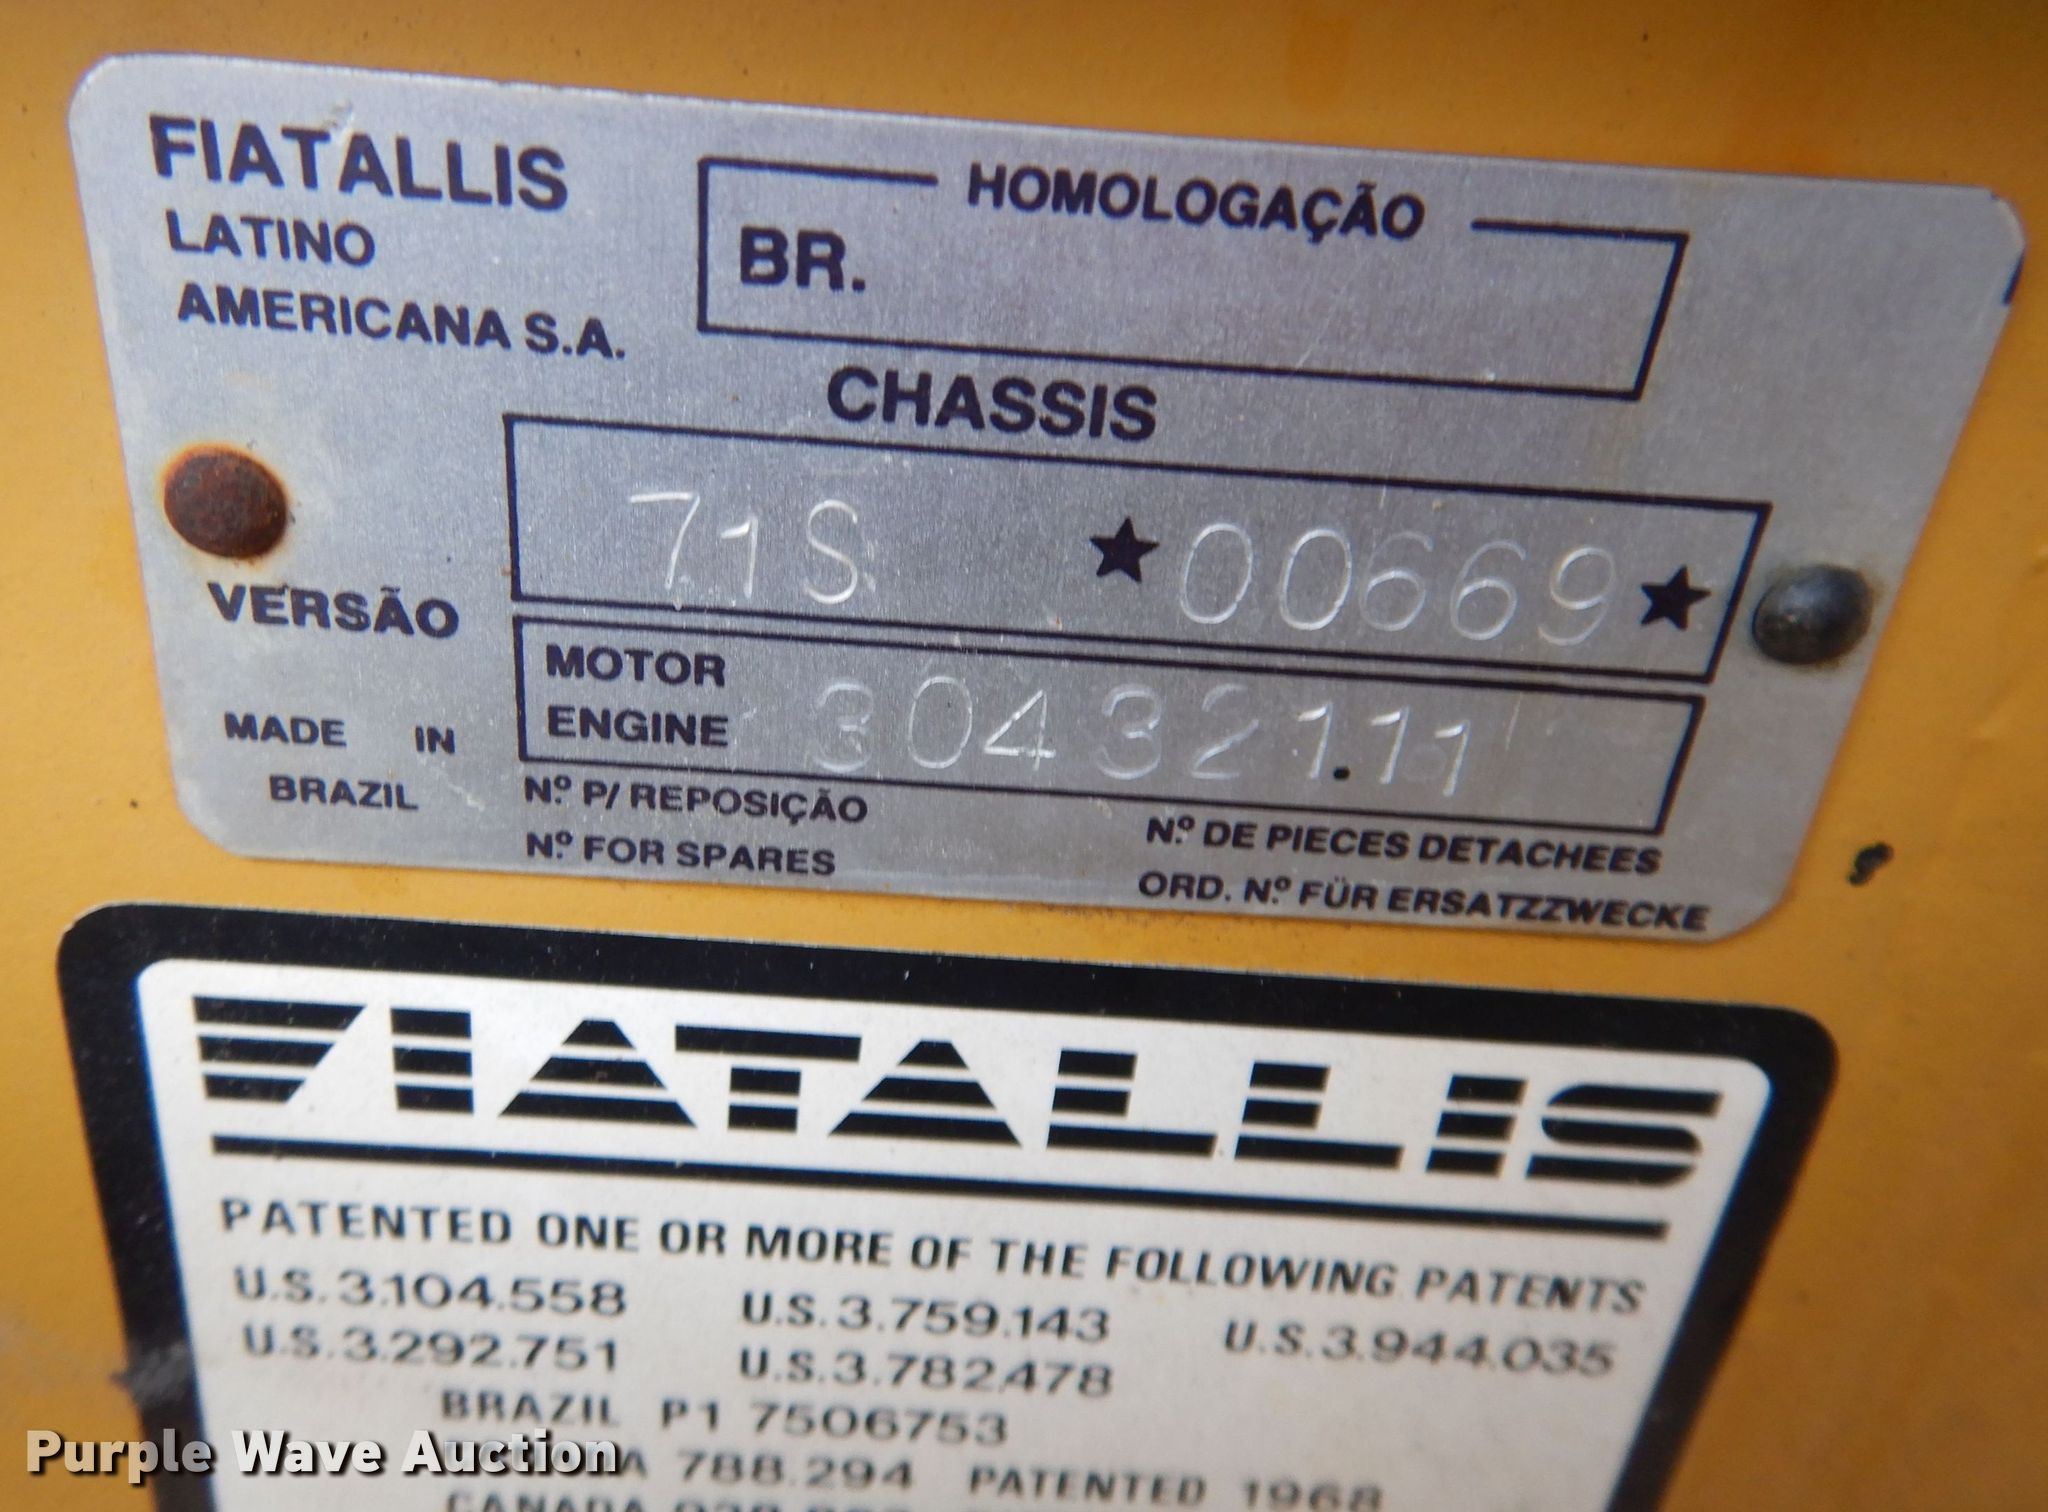 FIATALLIS
LATINO
AMERICANA S.A.
HOMOLOGAÇÃO
BR.
CHASSIS
71S ★ 00669 ★
VERSÃO
MOTOR
ENGINE 304321.11
MADE IN
BRAZIL
Nº P/ REPOSIÇÃO
Nº FOR SPARES
Nº DE PIECES DETACHEES
ORD. Nº FÜR ERSATZZWECKE
FIATALLIS
PATENTED ONE OR MORE OF THE FOLLOWING PATENTS
U.S.3.104.558 U.S.3.759.143 U.S.3.944.035
U.S.3.292.751 U.S.3.782.478
BRAZIL P1 7506753
788.294 PATENTED 1968
CANADA
Purple Wave Auction